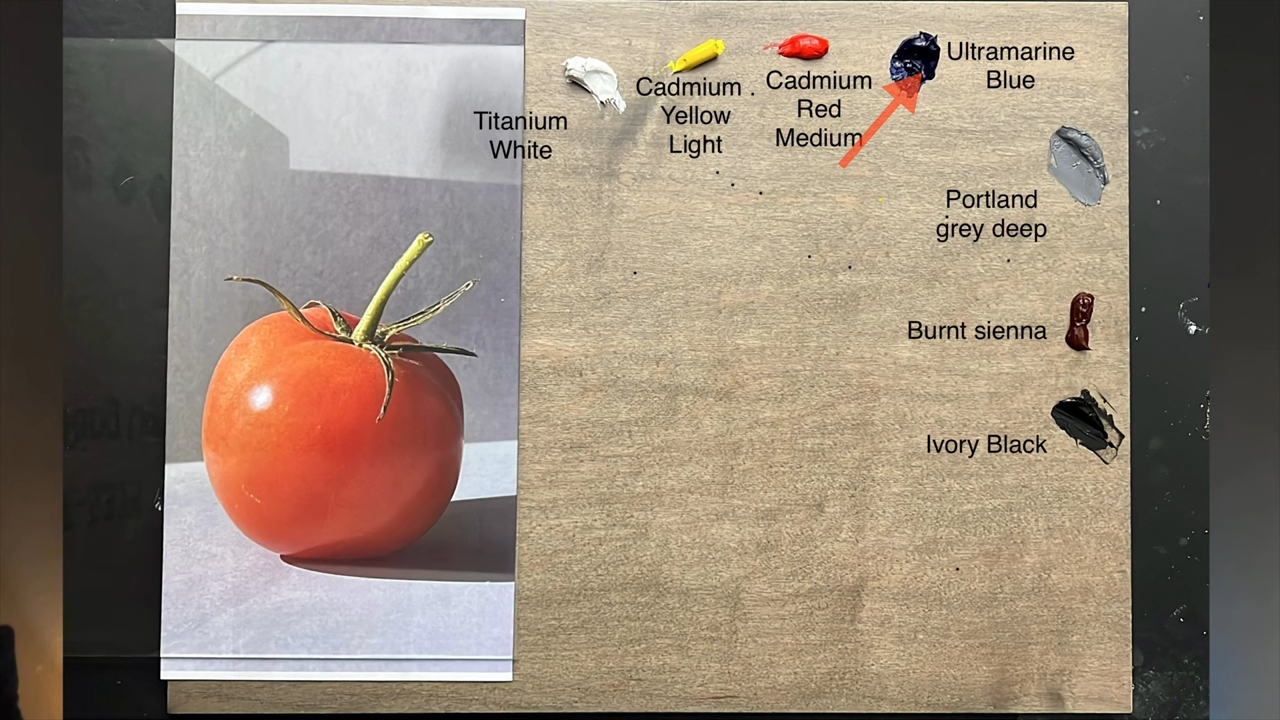 Titanium
White
Cadmium
Yellow
Light
Cadmium
Red
Medium
Ultramarine
Blue
Portland
grey deep
Burnt sienna
Ivory Black